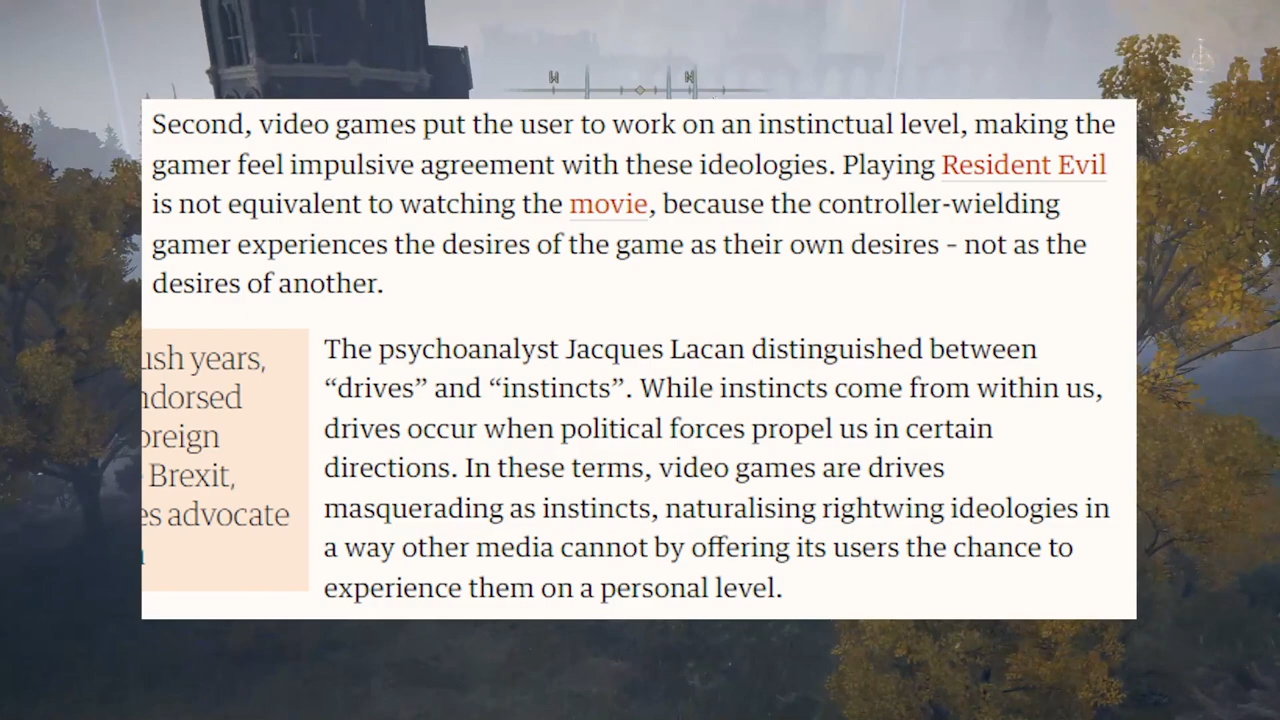 Second, video games put the user to work on an instinctual level, making the
gamer feel impulsive agreement with these ideologies. Playing Resident Evil
is not equivalent to watching the movie, because the controller-wielding
gamer experiences the desires of the game as their own desires – not as the
desires of another.
ush years,
ndorsed
oreign
Brexit,
es advocate
The psychoanalyst Jacques Lacan distinguished between
“drives” and “instincts”. While instincts come from within us,
drives occur when political forces propel us in certain
directions. In these terms, video games are drives
masquerading as instincts, naturalising rightwing ideologies in
a way other media cannot by offering its users the chance to
experience them on a personal level.